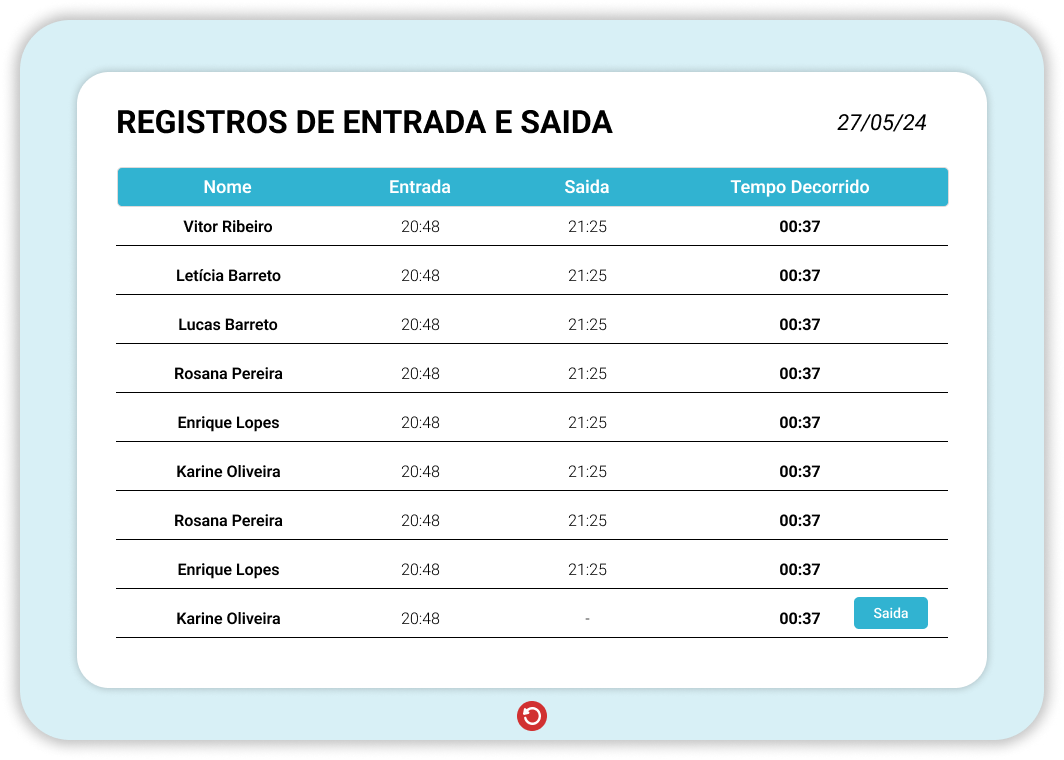 REGISTROS DE ENTRADA E SAIDA 27/05/24
Nome Entrada Saida Tempo Decorrido
Vitor Ribeiro 20:48 21:25 00:37
Letícia Barreto 20:48 21:25 00:37
Lucas Barreto 20:48 21:25 00:37
Rosana Pereira 20:48 21:25 00:37
Enrique Lopes 20:48 21:25 00:37
Karine Oliveira 20:48 21:25 00:37
Rosana Pereira 20:48 21:25 00:37
Enrique Lopes 20:48 21:25 00:37
Karine Oliveira 20:48 - 00:37 Saida